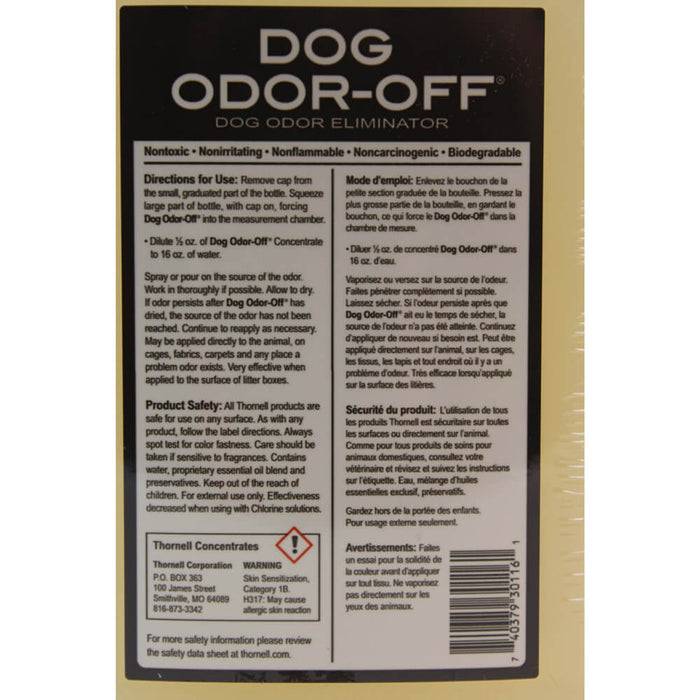 DOG
ODOR-OFF®
DOG ODOR ELIMINATOR
Nontoxic • Nonirritating • Nonflammable • Noncarcinogenic • Biodegradable
Directions for Use: Remove cap from
the small, graduated part of the bottle. Squeeze
large part of bottle, with cap on, forcing
Dog Odor-Off® into the measurement chamber.
• Dilute ½ oz. of Dog Odor-Off® Concentrate
to 16 oz. of water.
Spray or pour on the source of the odor.
Work in thoroughly if possible. Allow to dry.
If odor persists after Dog Odor-Off® has
dried, the source of the odor has not been
reached. Continue to reapply as necessary.
May be applied directly to the animal, on
cages, fabrics, carpets and any place a
problem odor exists. Very effective when
applied to the surface of litter boxes.
Product Safety: All Thornell products are
safe for use on any surface. As with any
product, follow the label directions. Always
spot test for color fastness. Care should be
taken if sensitive to fragrances. Contains
water, proprietary essential oil blend and
preservatives. Keep out of the reach of
children. For external use only. Effectiveness
decreased when using with Chlorine solutions.
Thornell Concentrates
Thornell Corporation
P.O. BOX 363
100 James Street
Smithville, MO 64089
816-873-3342
WARNING
Skin Sensitization,
Category 1B.
H317: May cause
allergic skin reaction
For more safety information please review
the safety data sheet at thornell.com.
Mode d'emploi: Enlevez le bouchon de la
petite section graduée de la bouteille. Pressez la
plus grosse partie de la bouteille, en gardant le
bouchon, ce qui force le Dog Odor-Off® dans la
chambre de mesure.
• Diluer ½ oz. de concentré Dog Odor-Off® dans
16 oz. d'eau.
Vaporisez ou versez sur la source de l'odeur.
Faites pénétrer complètement si possible.
Laissez sécher. Si l'odeur persiste après que
Dog Odor-Off® ait eu le temps de sécher, la
source de l'odeur n'a pas été atteinte. Continuez
d'appliquer de nouveau si besoin est. Peut être
appliqué directement sur l'animal, sur les cages,
les tissus, les tapis et tout endroit où il y a un
problème d'odeur. Très efficace lorsqu'appliqué
sur la surface des litières.
Sécurité du produit: L'utilisation de tous
les produits Thornell est sécuritaire sur toutes
les surfaces ou directement sur l'animal.
Comme pour tous produits de soins pour
animaux domestiques, consultez votre
vétérinaire et révisez et suivez les instructions
sur l'étiquette. Eau, mélange d'huiles
essentielles exclusif, préservatifs.
Gardez hors de la portée des enfants.
Pour usage externe seulement.
Avertissements: Faites
un essai pour la solidité de
la couleur avant d'appliquer
sur tout tissu. Ne vaporisez
pas directement sur les
yeux des animaux.
7 40379 30116 1